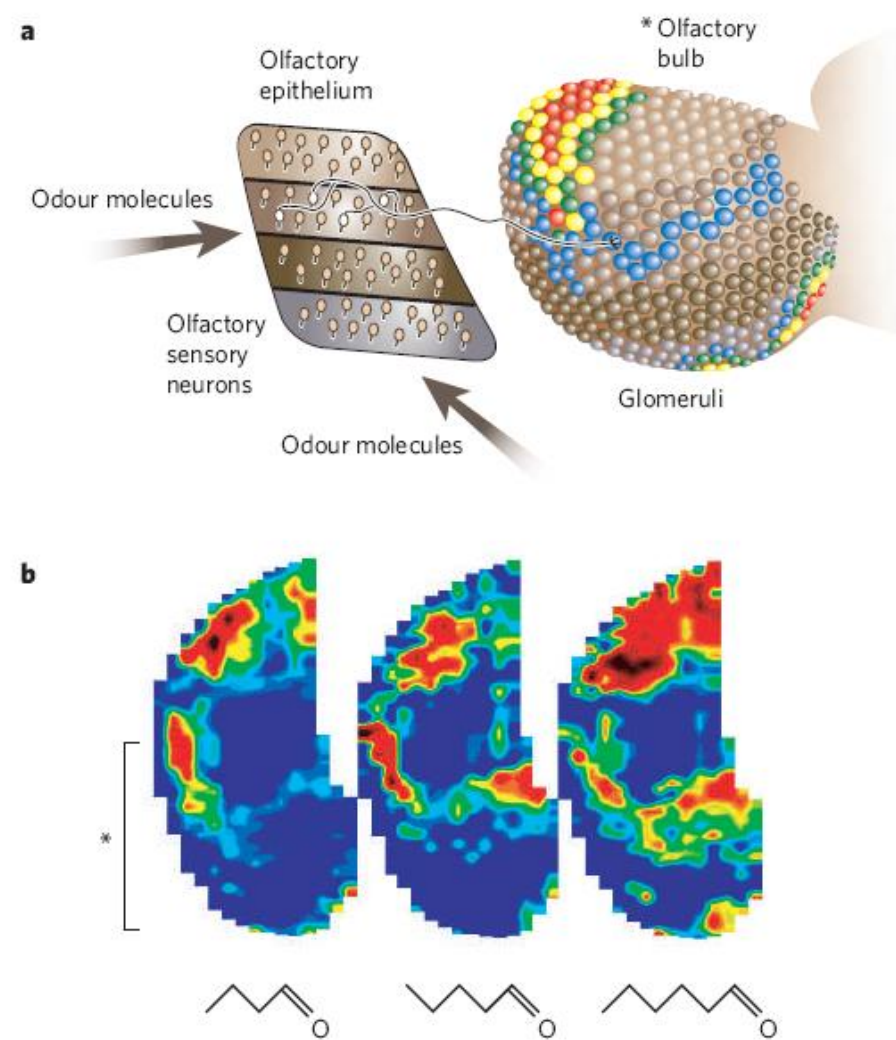 a
* Olfactory
bulb
Olfactory
epithelium
Odour molecules
Olfactory
sensory
neurons
Glomeruli
Odour molecules
b
*
O
O
O